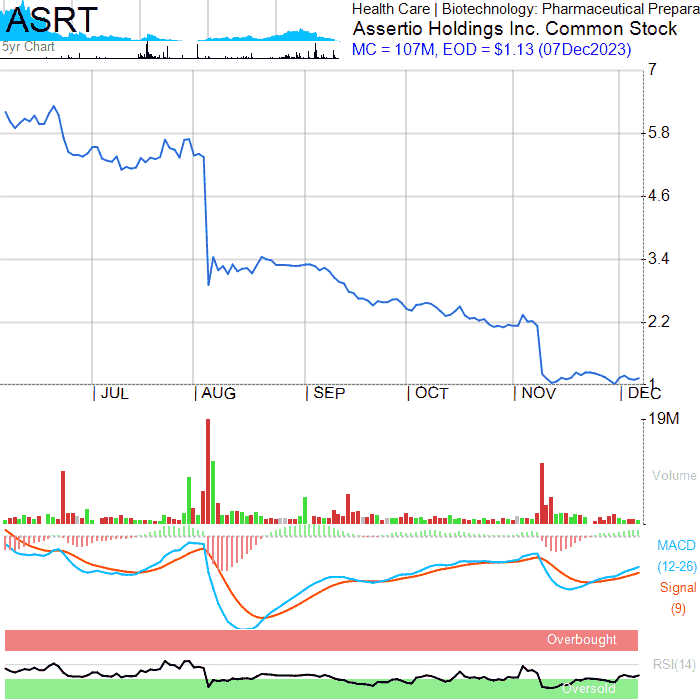 ASRT
5yr Chart
Health Care | Biotechnology: Pharmaceutical Prepara
Assertio Holdings Inc. Common Stock
MC = 107M, EOD = $1.13 (07Dec2023)
7
5.8
4.6
3.4
2.2
1
JUL
AUG
SEP
OCT
NOV
DEC
19M
Volume
MACD
(12-26)
Signal
(9)
Overbought
RSI(14)
Oversold